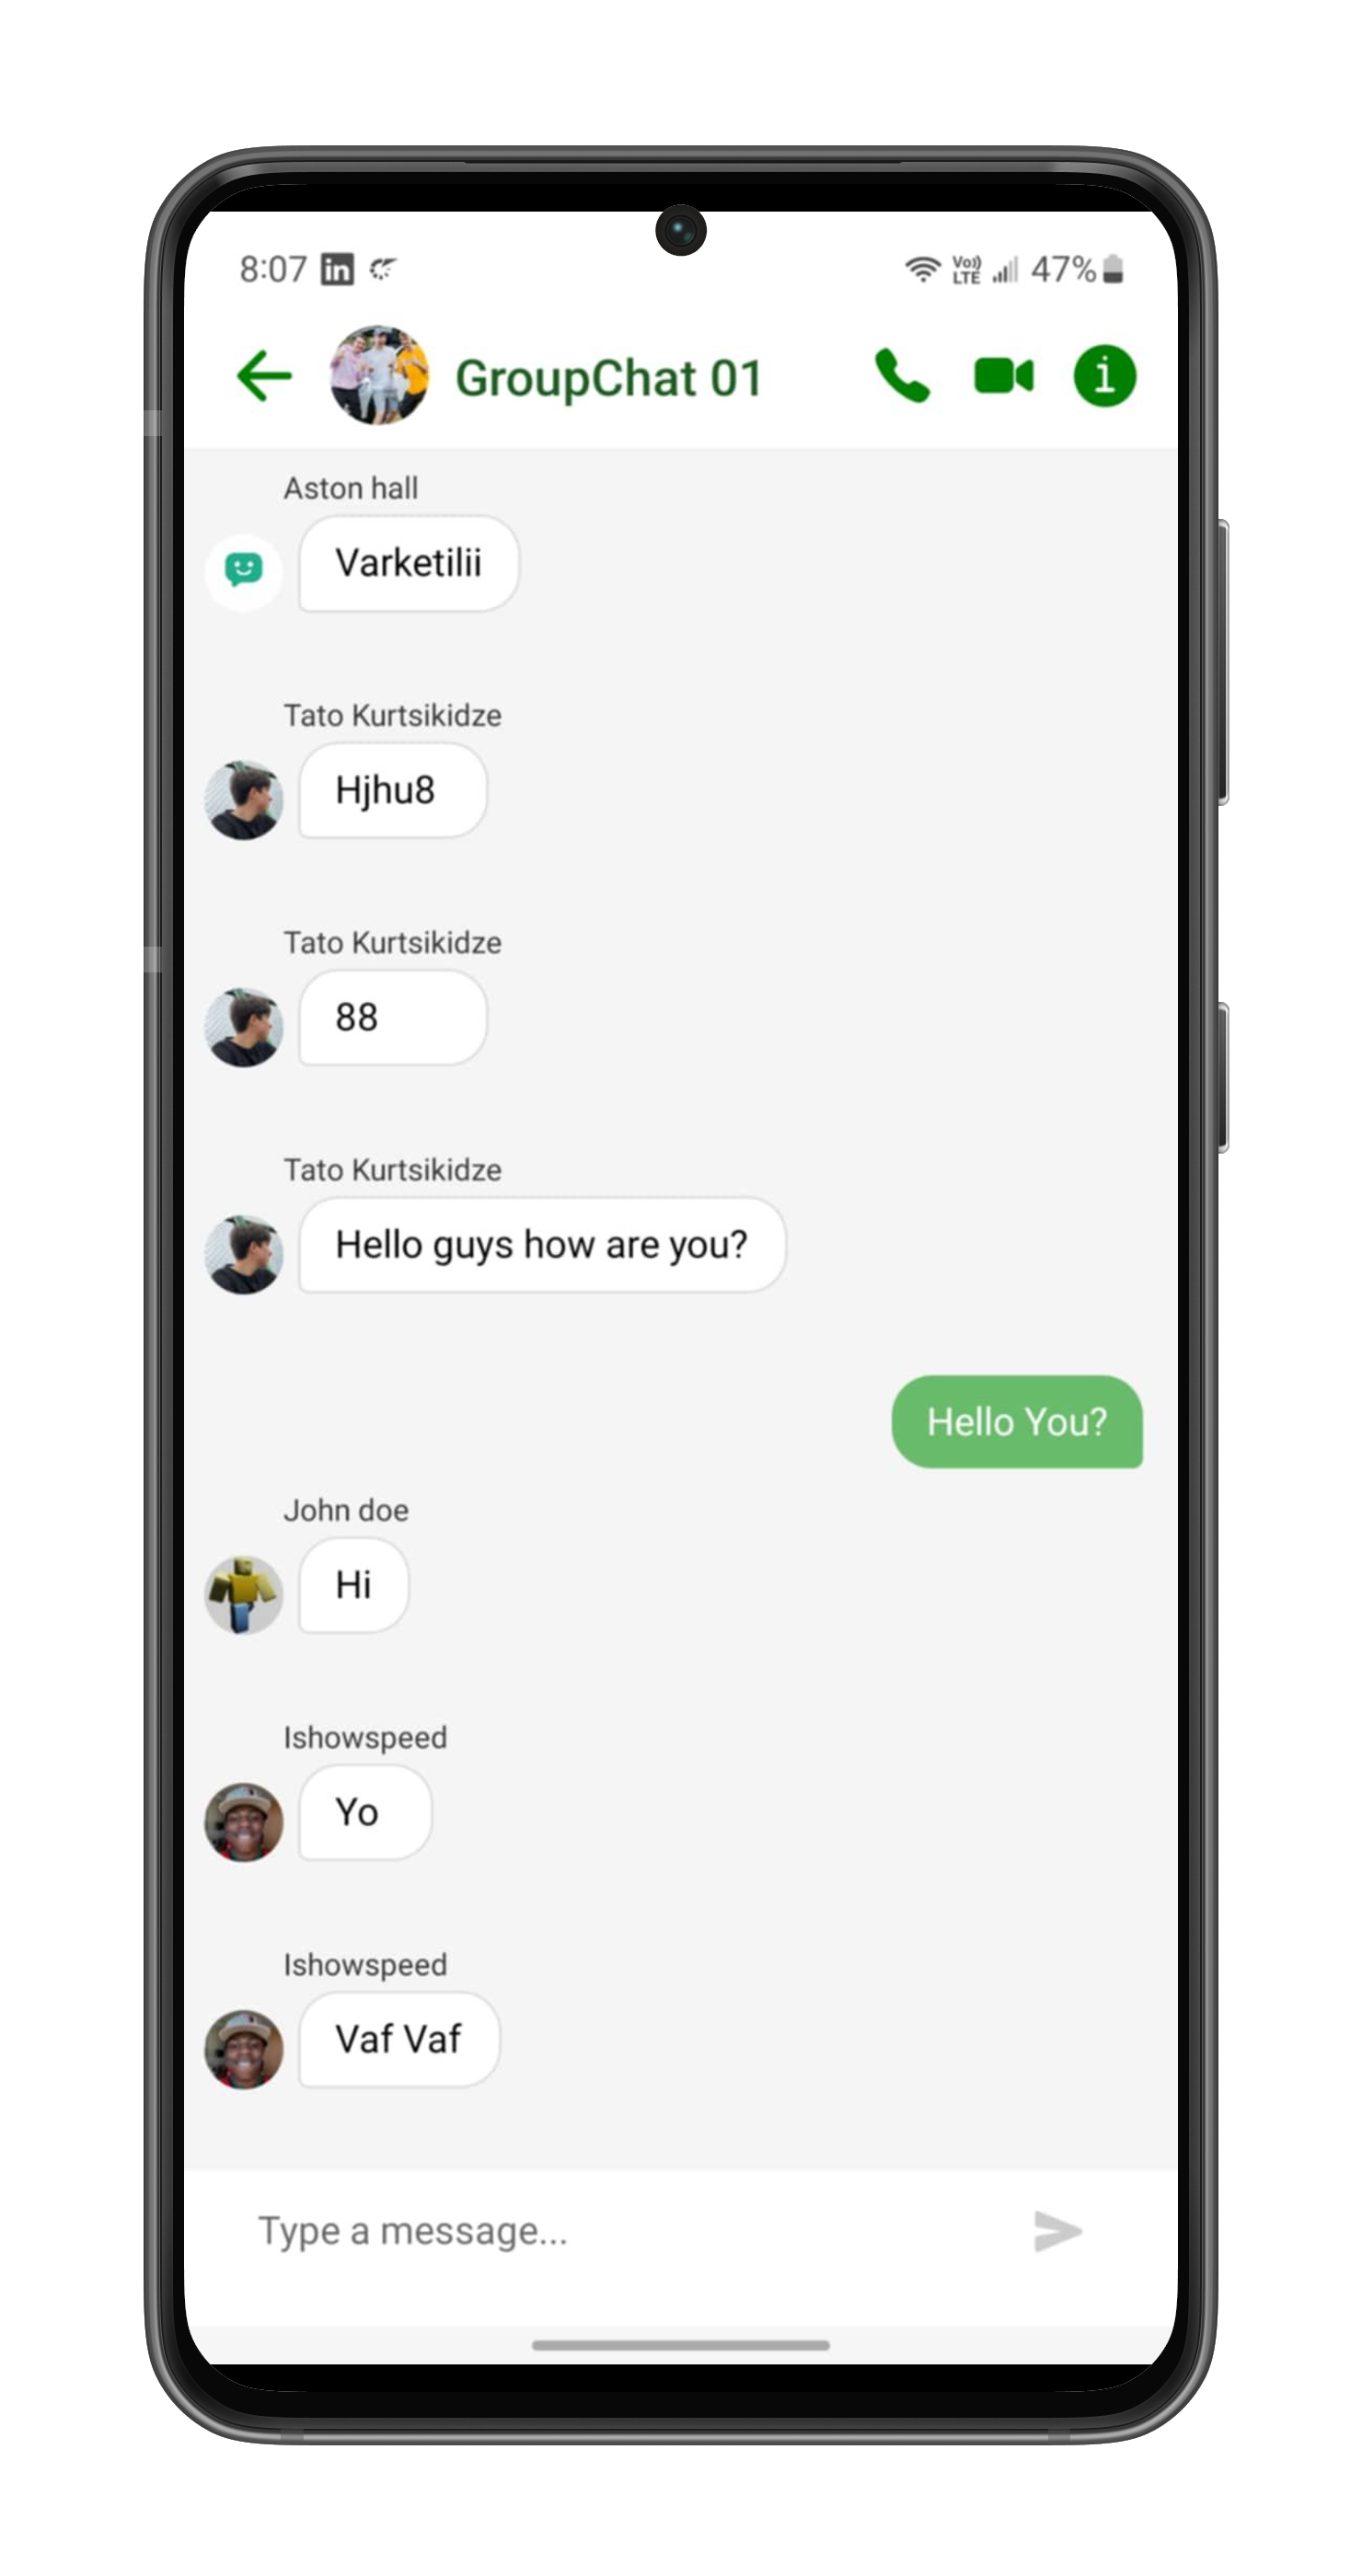 8:07 in Vo)) LTE 47%
GroupChat 01 i
Aston hall
Varketilii
Tato Kurtsikidze
Hjhu8
Tato Kurtsikidze
88
Tato Kurtsikidze
Hello guys how are you?
Hello You?
John doe
Hi
Ishowspeed
Yo
Ishowspeed
Vaf Vaf
Type a message...